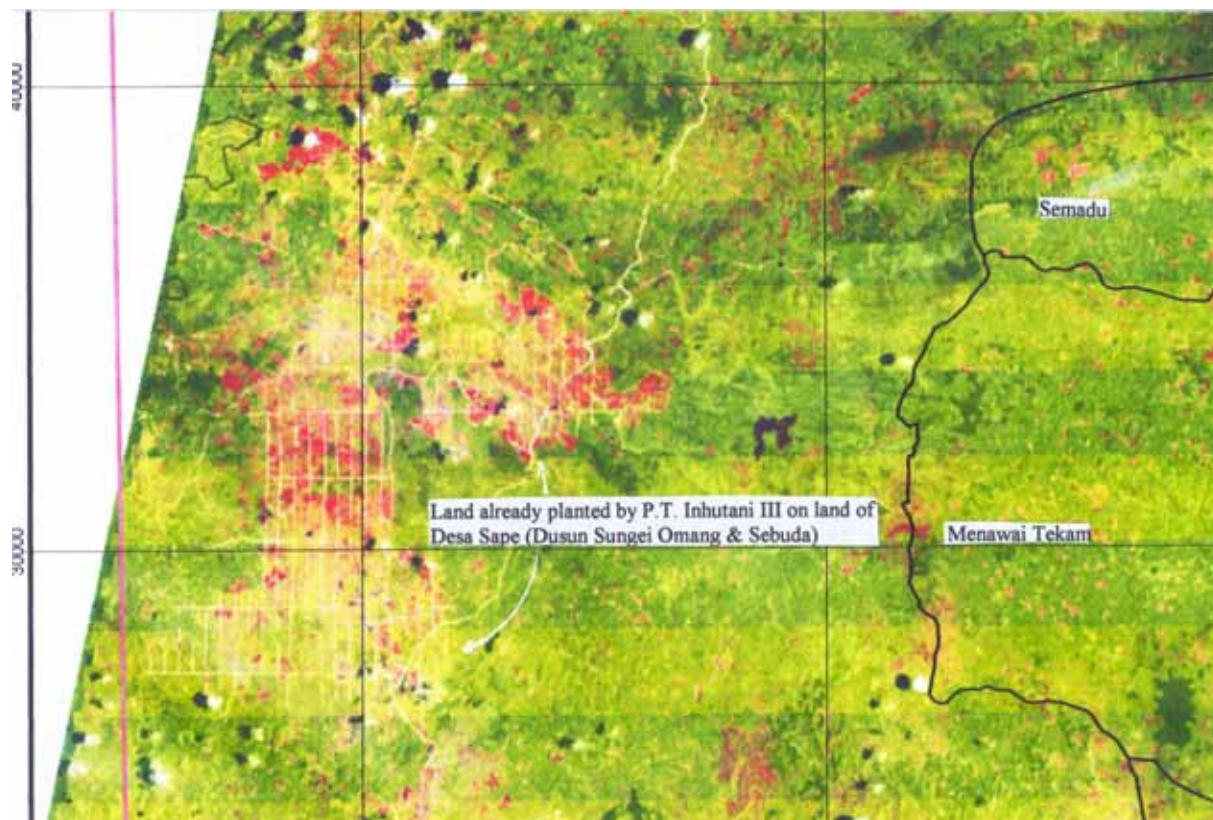 40000
Semadu
Land already planted by P.T. Inhutani III on land of
Desa Sape (Dusun Sungei Omang & Sebuda)
Menawai Tekam
30000